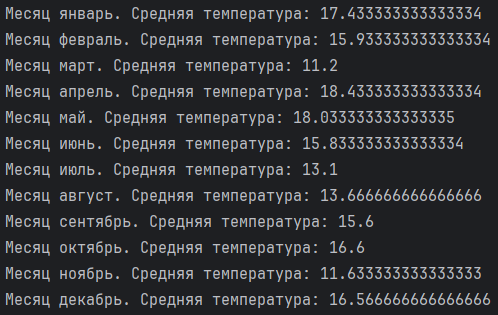 Месяц январь. Средняя температура: 17.433333333333334
Месяц февраль. Средняя температура: 15.933333333333334
Месяц март. Средняя температура: 11.2
Месяц апрель. Средняя температура: 18.433333333333334
Месяц май. Средняя температура: 18.033333333333335
Месяц июнь. Средняя температура: 15.833333333333334
Месяц июль. Средняя температура: 13.1
Месяц август. Средняя температура: 13.666666666666666
Месяц сентябрь. Средняя температура: 15.6
Месяц октябрь. Средняя температура: 16.6
Месяц ноябрь. Средняя температура: 11.633333333333333
Месяц декабрь. Средняя температура: 16.566666666666666